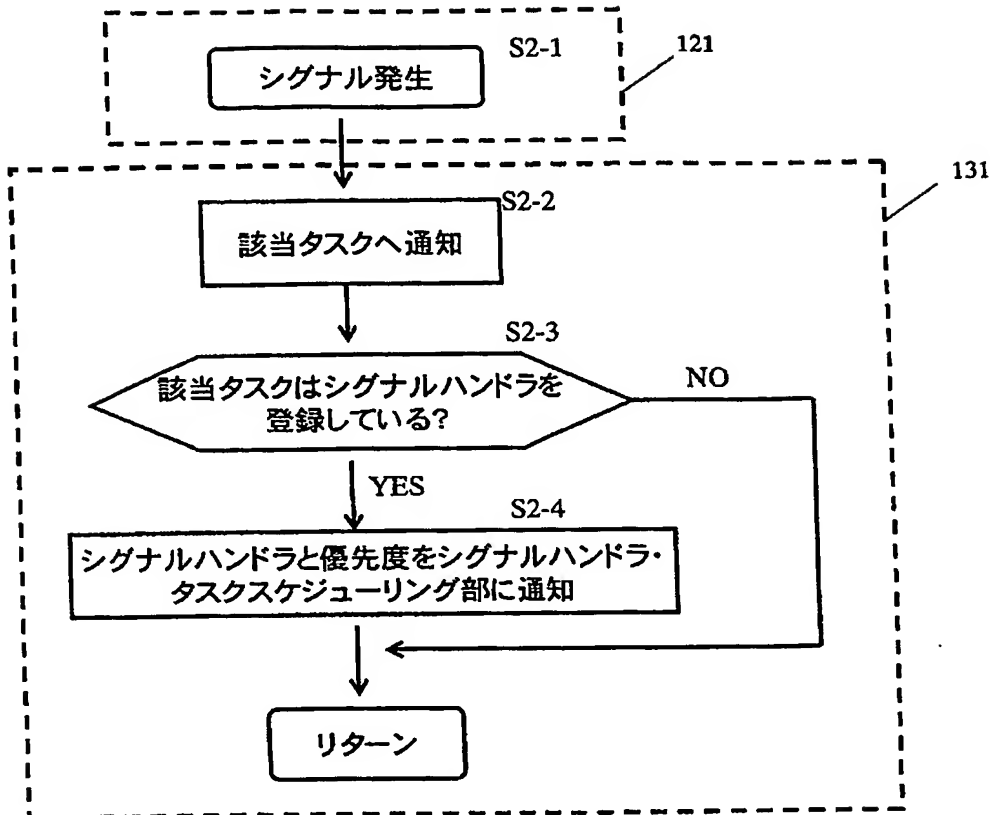 S2-1
121
シグナル発生
131
S2-2
該当タスクへ通知
S2-3
該当タスクはシグナルハンドラを
登録している?
NO
YES
S2-4
シグナルハンドラと優先度をシグナルハンドラ・
タスクスケジューリング部に通知
リターン